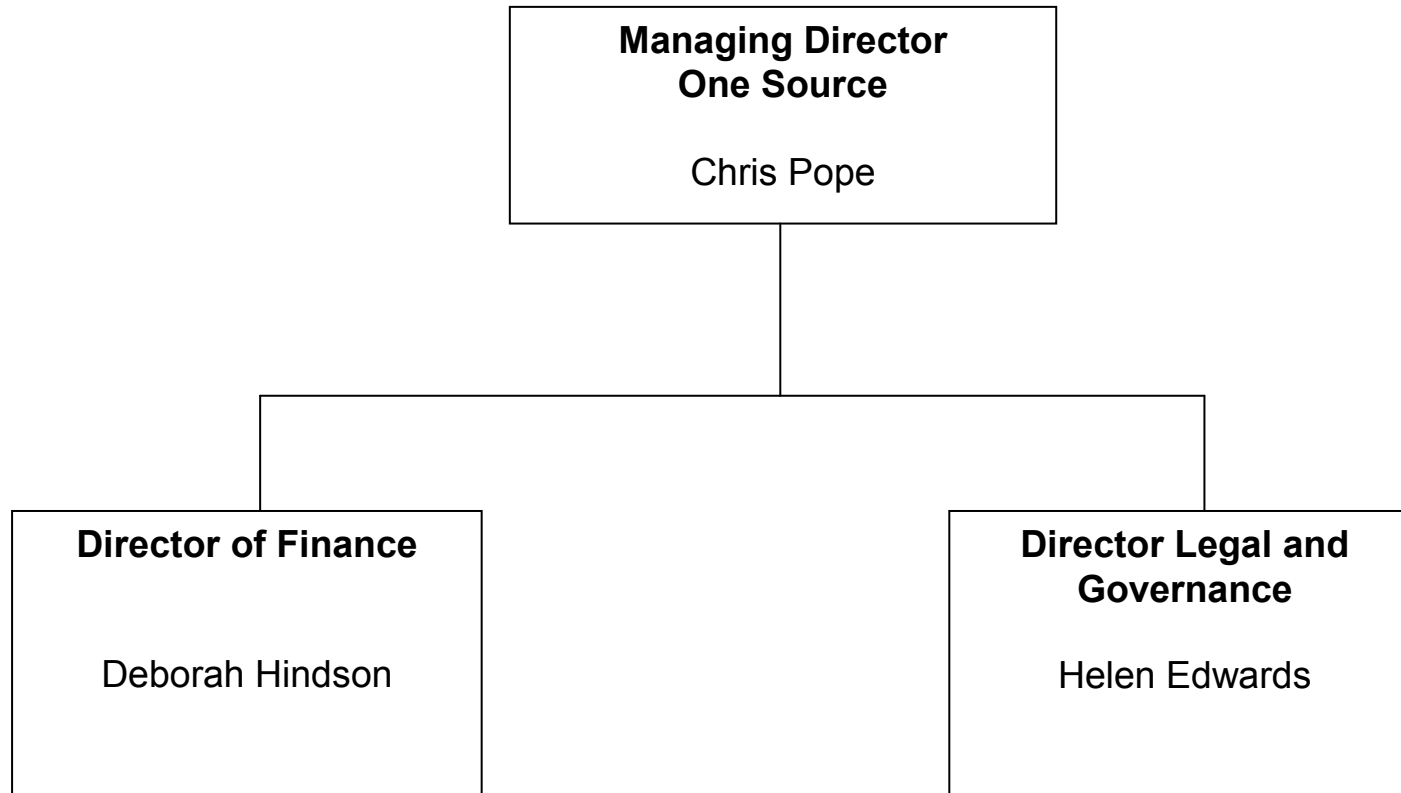 Managing Director
One Source
Chris Pope
Director of Finance
Deborah Hindson
Director Legal and
Governance
Helen Edwards